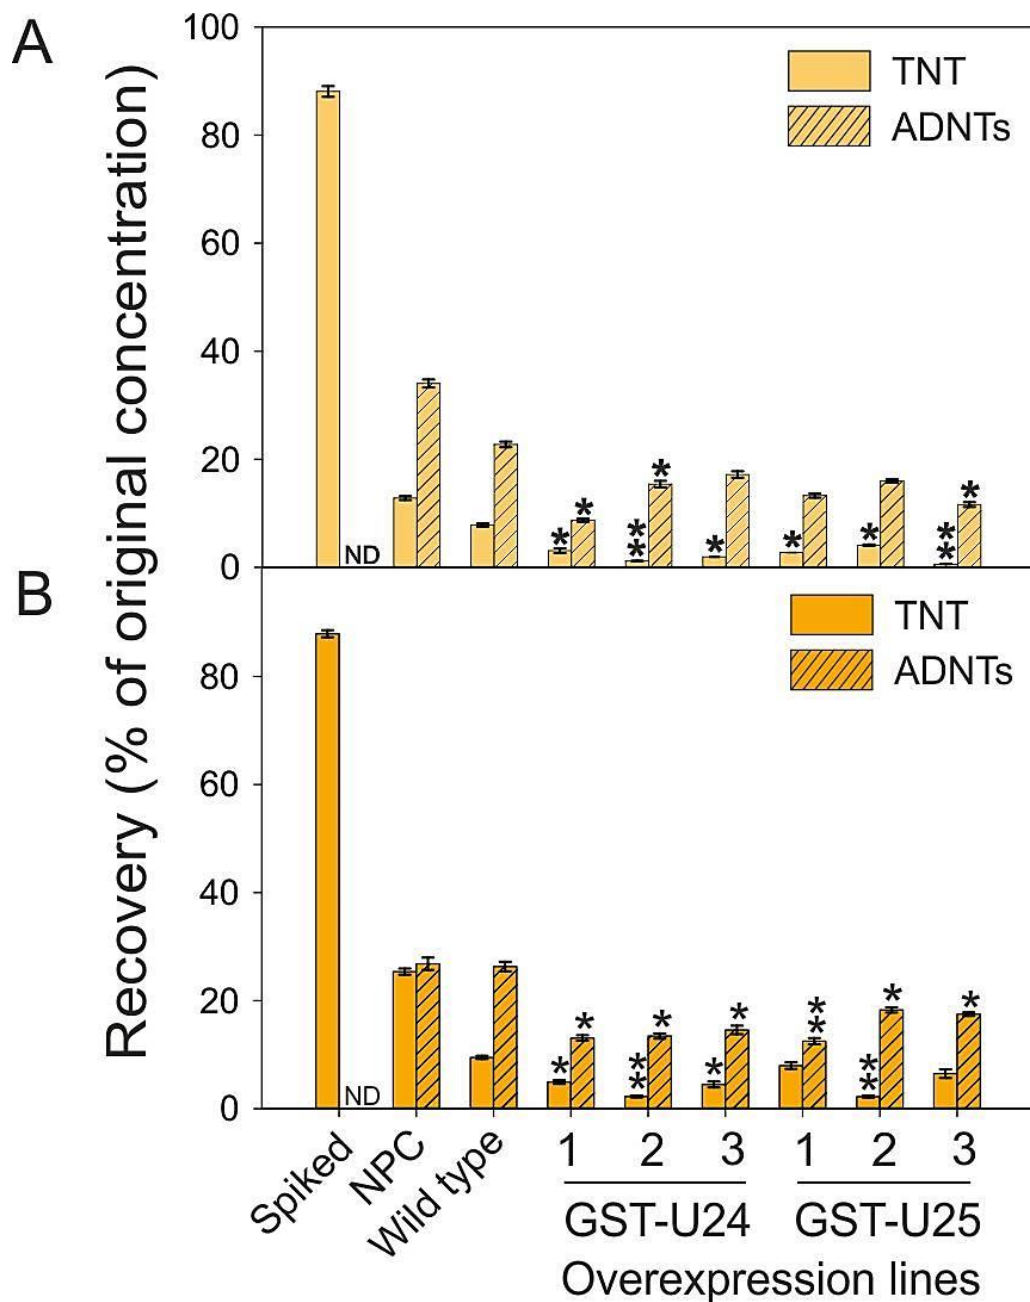 A
100
80
60
40
20
0
TNT
ADNTs
ND
*
*
*
*
*
*
*
*
*
*
*
*
Recovery (% of original concentration)
B
80
60
40
20
0
TNT
ADNTs
ND
*
*
*
*
*
*
*
*
*
*
*
*
*
Spiked
NPC
Wild type
1 2 3 1 2 3
GST-U24 GST-U25
Overexpression lines